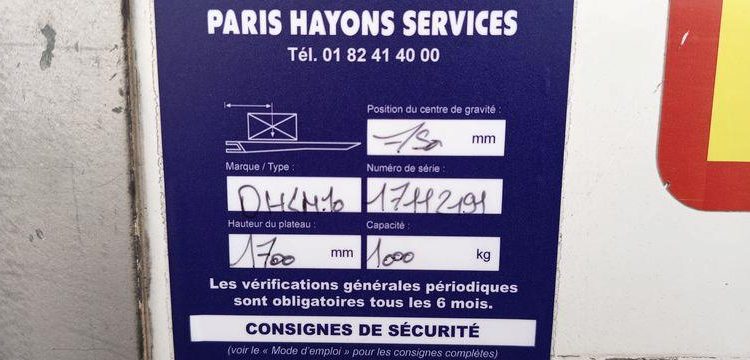 PARIS HAYONS SERVICES
Tél. 01 82 41 40 00
Position du centre de gravité :
mm
Marque / Type :
Numéro de série :
DHLM.10
17112191
Hauteur du plateau :
Capacité :
1700 mm
1000 kg
Les vérifications générales périodiques
sont obligatoires tous les 6 mois.
CONSIGNES DE SÉCURITÉ
(voir le « Mode d'emploi » pour les consignes complètes)